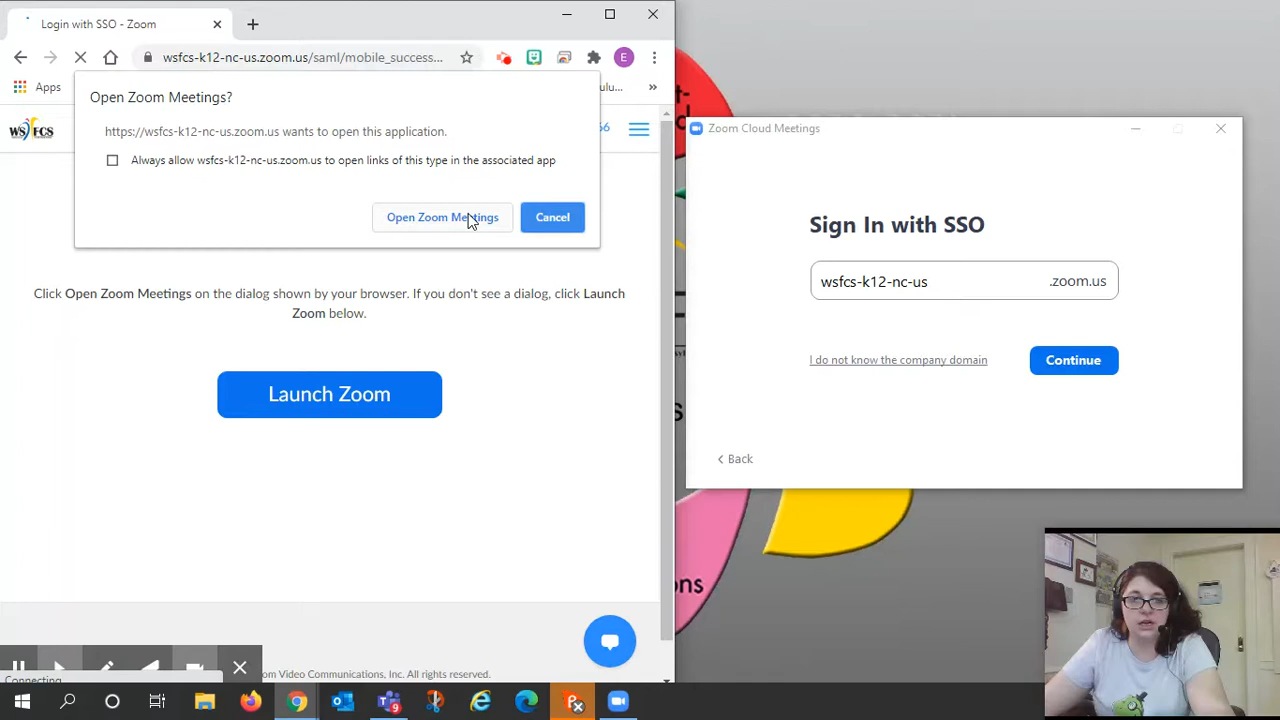 Login with SSO - Zoom
wsfcs-k12-nc-us.zoom.us/saml/mobile_success...
E
Apps
ulu...
»
Open Zoom Meetings?
https://wsfcs-k12-nc-us.zoom.us wants to open this application.
Always allow wsfcs-k12-nc-us.zoom.us to open links of this type in the associated app
Open Zoom Meetings
Cancel
WS/FCS
66
Click Open Zoom Meetings on the dialog shown by your browser. If you don't see a dialog, click Launch
Zoom below.
Launch Zoom
om Video Communications, Inc. All rights reserved.
Connecting
Zoom Cloud Meetings
Sign In with SSO
wsfcs-k12-nc-us
.zoom.us
I do not know the company domain
Continue
< Back
ons